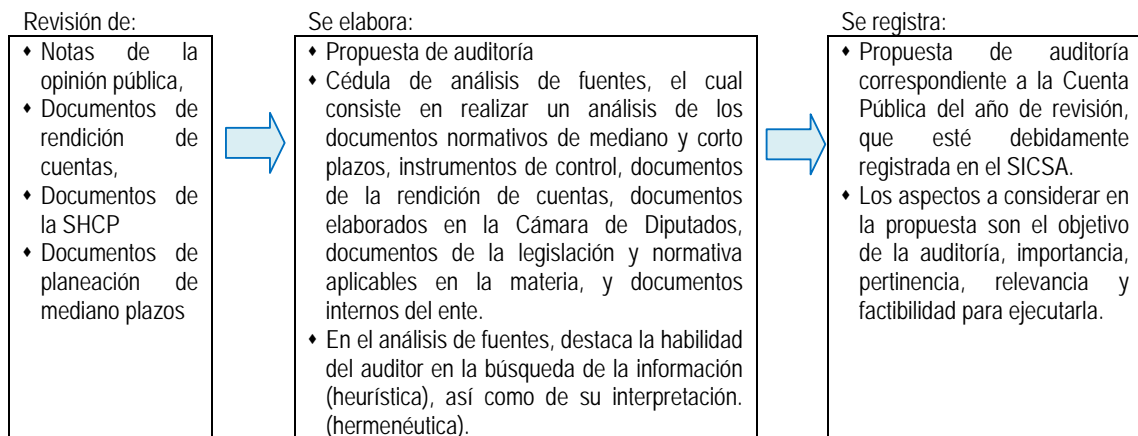 Revisión de:
♦ Notas de la
opinión pública,
♦ Documentos de
rendición de
cuentas,
♦ Documentos de
la SHCP
♦ Documentos de
planeación de
mediano plazos
Se elabora:
♦ Propuesta de auditoría
♦ Cédula de análisis de fuentes, el cual
consiste en realizar un análisis de los
documentos normativos de mediano y corto
plazos, instrumentos de control, documentos
de la rendición de cuentas, documentos
elaborados en la Cámara de Diputados,
documentos de la legislación y normativa
aplicables en la materia, y documentos
internos del ente.
♦ En el análisis de fuentes, destaca la habilidad
del auditor en la búsqueda de la información
(heurística), así como de su interpretación.
(hermenéutica).
Se registra:
♦ Propuesta de auditoría
correspondiente a la Cuenta
Pública del año de revisión,
que esté debidamente
registrada en el SICSA.
♦ Los aspectos a considerar en
la propuesta son el objetivo
de la auditoría, importancia,
pertinencia, relevancia y
factibilidad para ejecutarla.